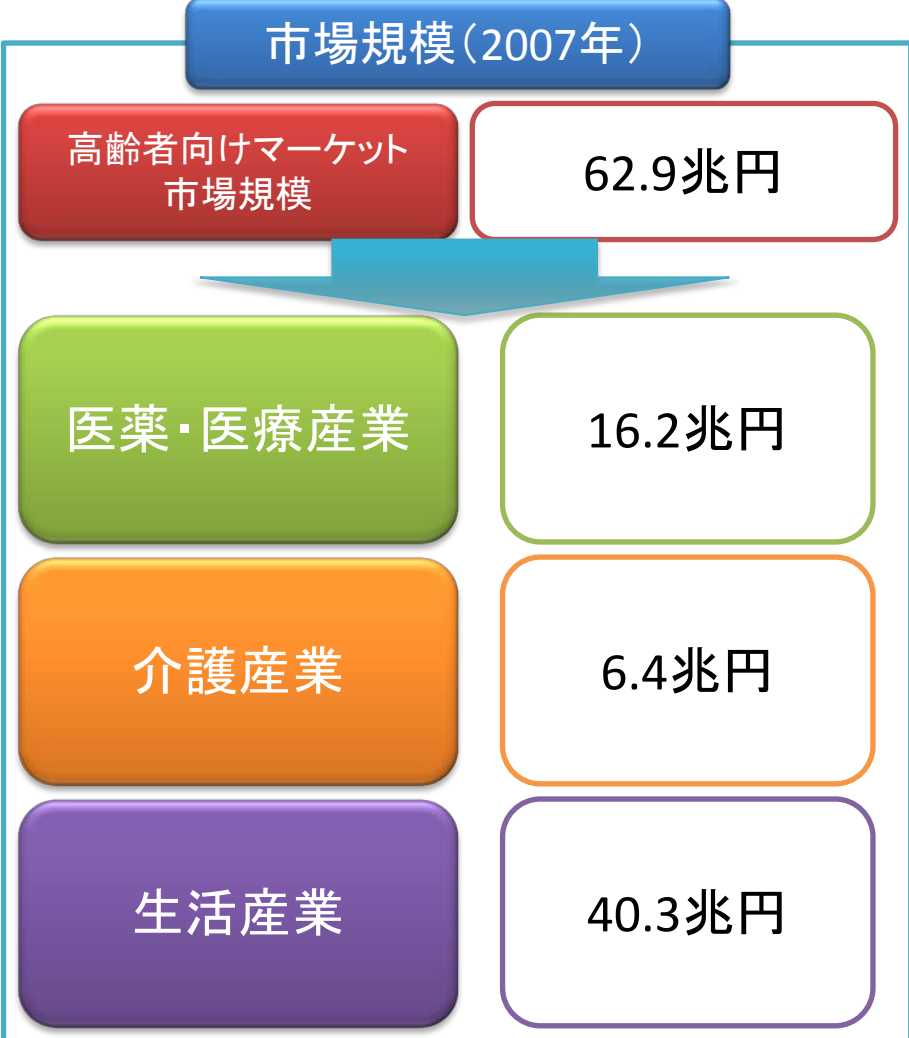 市場規模(2007年)
高齢者向けマーケット
市場規模
62.9兆円
医薬・医療産業
16.2兆円
介護産業
6.4兆円
生活産業
40.3兆円